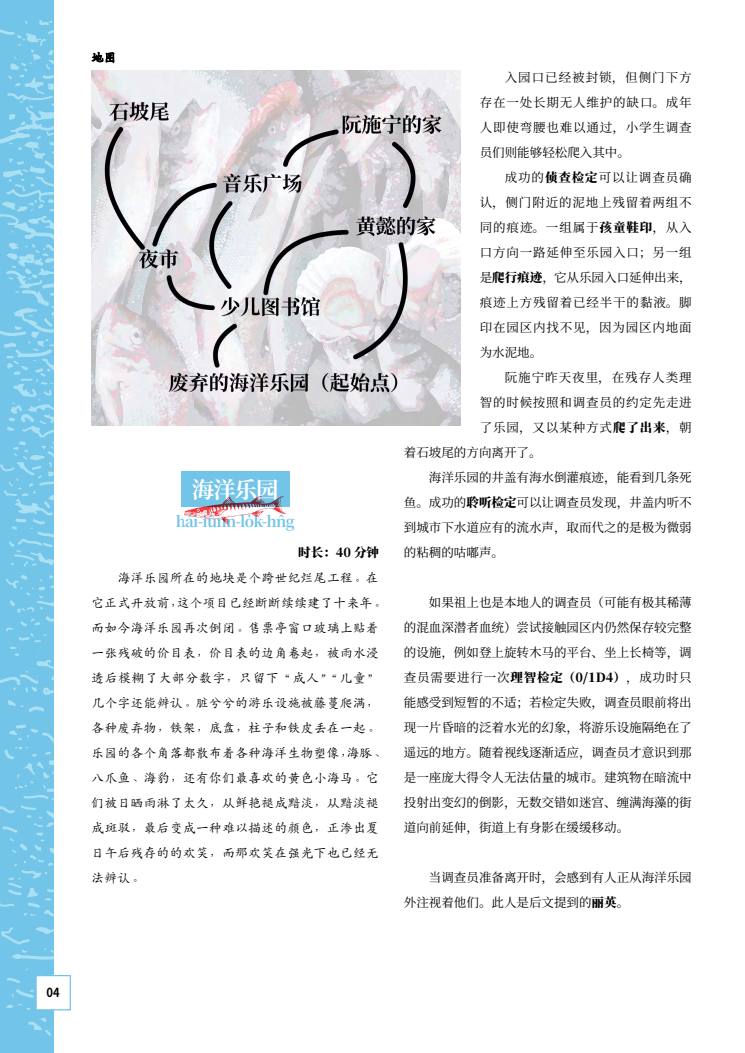 地图
石坡尾
阮施宁的家
音乐广场
黄懿的家
夜市
少儿图书馆
废弃的海洋乐园（起始点）
海洋乐园
hái-iûnn-lo̍k-hn̂g
时长：40 分钟
海洋乐园所在的地块是个跨世纪烂尾工程。在
它正式开放前，这个项目已经断断续续建了十来年。
而如今海洋乐园再次倒闭。售票亭窗口玻璃上贴着
一张残破的价目表，价目表的边角卷起，被雨水浸
透后模糊了大部分数字，只留下“成人”“儿童”
几个字还能辨认。脏兮兮的游乐设施被藤蔓爬满，
各种废弃物，铁架，底盘，柱子和铁皮丢在一起。
乐园的各个角落都散布着各种海洋生物塑像，海豚、
八爪鱼、海豹，还有你们最喜欢的黄色小海马。它
们被日晒雨淋了太久，从鲜艳褪成黯淡，从黯淡褪
成斑驳，最后变成一种难以描述的颜色，正渗出夏
日午后残存的的欢笑，而那欢笑在强光下也已经无
法辨认。
入园口已经被封锁，但侧门下方
存在一处长期无人维护的缺口。成年
人即使弯腰也难以通过，小学生调查
员们则能够轻松爬入其中。
成功的侦查检定可以让调查员确
认，侧门附近的泥地上残留着两组不
同的痕迹。一组属于孩童鞋印，从入
口方向一路延伸至乐园入口；另一组
是爬行痕迹，它从乐园入口延伸出来，
痕迹上方残留着已经半干的黏液。脚
印在园区内找不见，因为园区内地面
为水泥地。
阮施宁昨天夜里，在残存人类理
智的时候按照和调查员的约定先走进
了乐园，又以某种方式爬了出来，朝
着石坡尾的方向离开了。
海洋乐园的井盖有海水倒灌痕迹，能看到几条死
鱼。成功的聆听检定可以让调查员发现，井盖内听不
到城市下水道应有的流水声，取而代之的是极为微弱
的粘稠的咕嘟声。
如果祖上也是本地人的调查员（可能有极其稀薄
的混血深潜者血统）尝试接触园区内仍然保存较完整
的设施，例如登上旋转木马的平台、坐上长椅等，调
查员需要进行一次理智检定（0/1D4），成功时只
能感受到短暂的不适；若检定失败，调查员眼前将出
现一片昏暗的泛着水光的幻象，将游乐设施隔绝在了
遥远的地方。随着视线逐渐适应，调查员才意识到那
是一座庞大得令人无法估量的城市。建筑物在暗流中
投射出变幻的倒影，无数交错如迷宫、缠满海藻的街
道向前延伸，街道上有身影在缓缓移动。
当调查员准备离开时，会感到有人正从海洋乐园
外注视着他们。此人是后文提到的丽英。
04